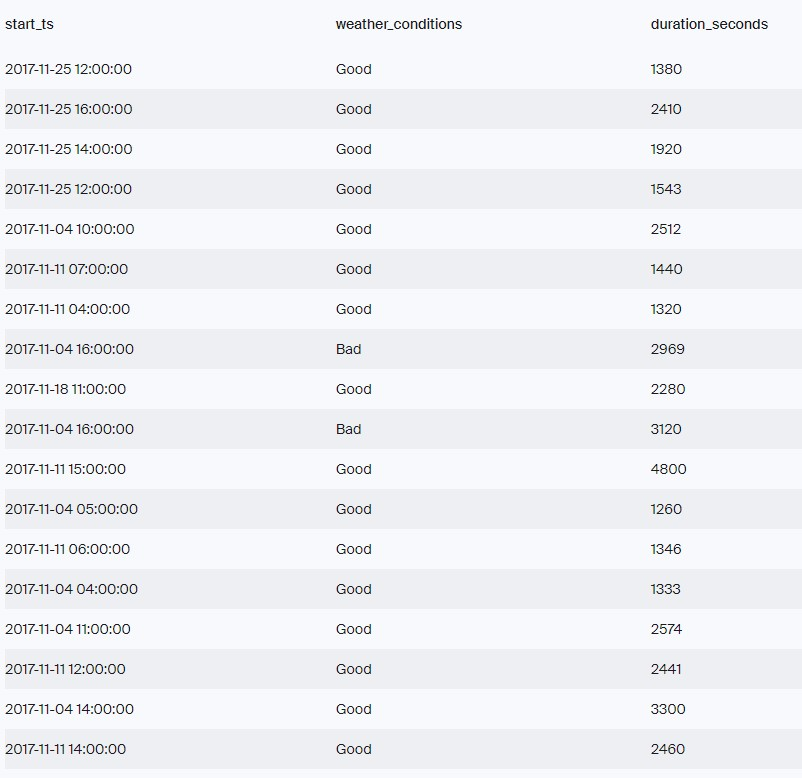 start_ts weather_conditions duration_seconds
2017-11-25 12:00:00 Good 1380
2017-11-25 16:00:00 Good 2410
2017-11-25 14:00:00 Good 1920
2017-11-25 12:00:00 Good 1543
2017-11-04 10:00:00 Good 2512
2017-11-11 07:00:00 Good 1440
2017-11-11 04:00:00 Good 1320
2017-11-04 16:00:00 Bad 2969
2017-11-18 11:00:00 Good 2280
2017-11-04 16:00:00 Bad 3120
2017-11-11 15:00:00 Good 4800
2017-11-04 05:00:00 Good 1260
2017-11-11 06:00:00 Good 1346
2017-11-04 04:00:00 Good 1333
2017-11-04 11:00:00 Good 2574
2017-11-11 12:00:00 Good 2441
2017-11-04 14:00:00 Good 3300
2017-11-11 14:00:00 Good 2460